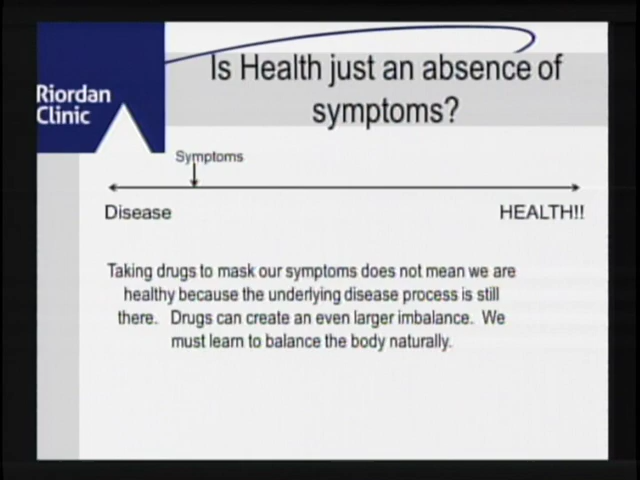 Riordan
Clinic
Is Health just an absence of
symptoms?
Symptoms
Disease
HEALTH!!
Taking drugs to mask our symptoms does not mean we are
healthy because the underlying disease process is still
there. Drugs can create an even larger imbalance. We
must learn to balance the body naturally.